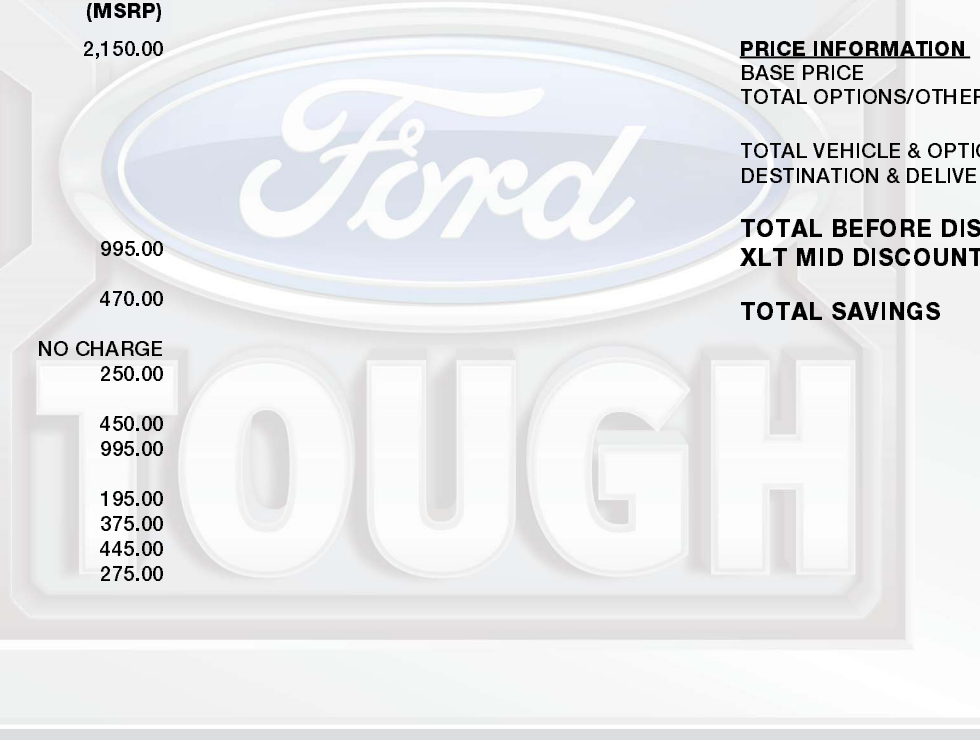 (MSRP)
2,150.00
995.00
470.00
NO CHARGE
250.00
450.00
995.00
195.00
375.00
445.00
275.00
PRICE INFORMATION
BASE PRICE
TOTAL OPTIONS/OTHER
TOTAL VEHICLE & OPTIO
DESTINATION & DELIVE
TOTAL BEFORE DIS
XLT MID DISCOUNT
TOTAL SAVINGS
Ford
TOUGH